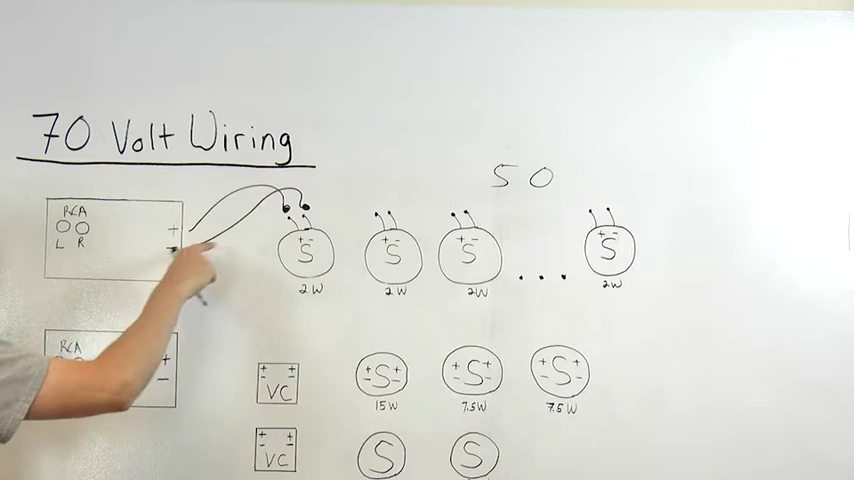 70 Volt Wiring
50
RCA
L R
+
-
+ - + - + - + -
S S S ... S
2W 2W 2W 2W
RCA
+
-
+ + + + + + + +
- - - - - - - -
VC S S S
15W 7.5W 7.5W
+ +
- -
VC S S